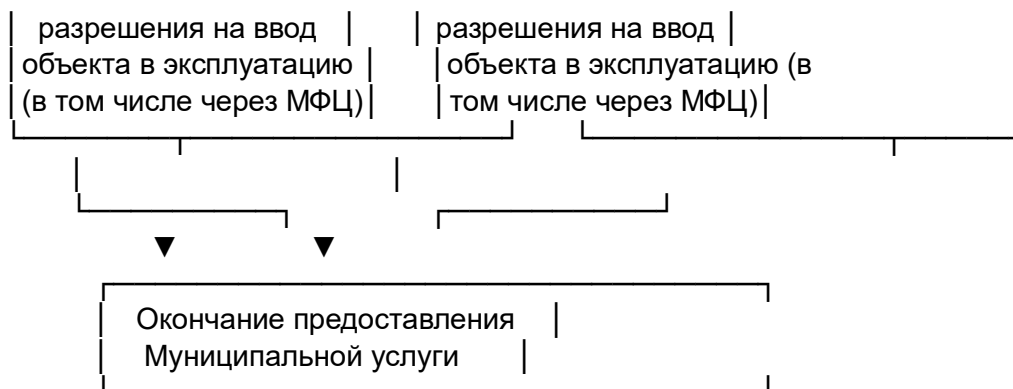 разрешения на ввод разрешения на ввод
объекта в эксплуатацию объекта в эксплуатацию (в
(в том числе через МФЦ) том числе через МФЦ)
Окончание предоставления
Муниципальной услуги